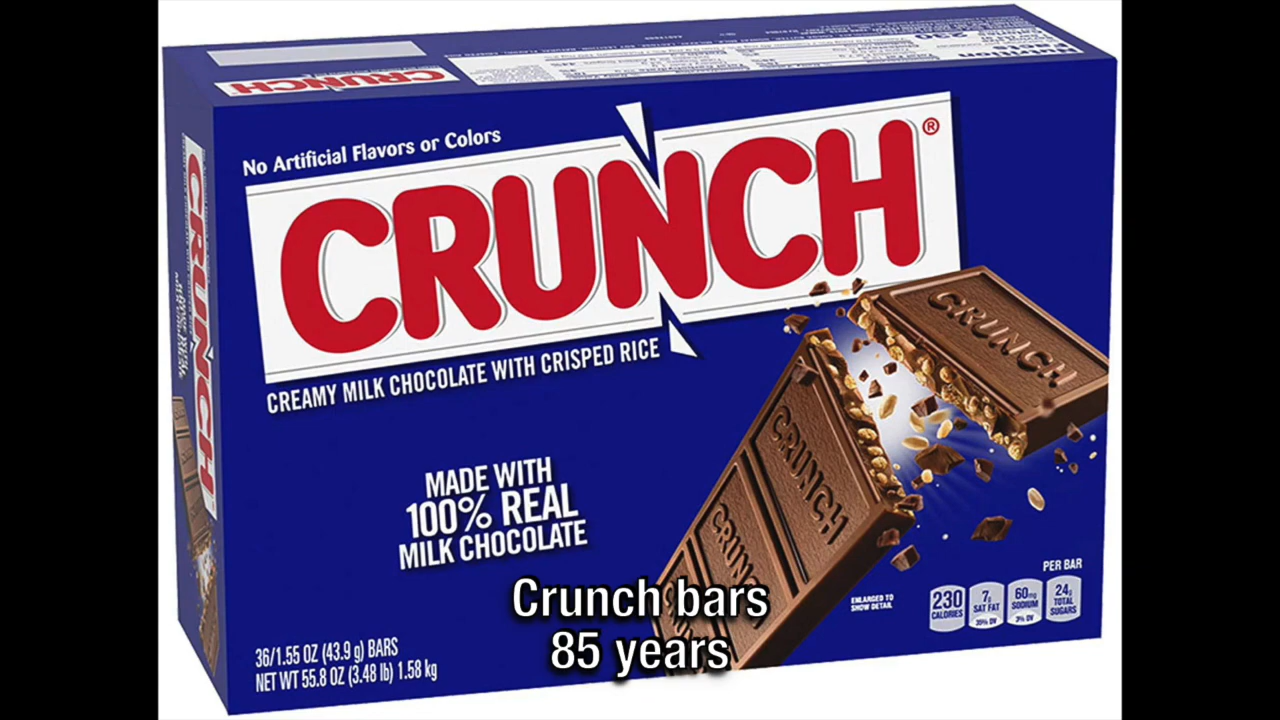 CRUNCH
No Artificial Flavors or Colors
CRUNCH®
CREAMY MILK CHOCOLATE WITH CRISPED RICE
CRUNCH
CRUNCH
CRUNCH
MADE WITH
100% REAL
MILK CHOCOLATE
PER BAR
ENLARGED TO
SHOW DETAIL
230
CALORIES
7g
SAT FAT
35% DV
60mg
SODIUM
3% DV
24g
TOTAL
SUGARS
Crunch bars
85 years
36/1.55 OZ (43.9 g) BARS
NET WT 55.8 OZ (3.48 lb) 1.58 kg